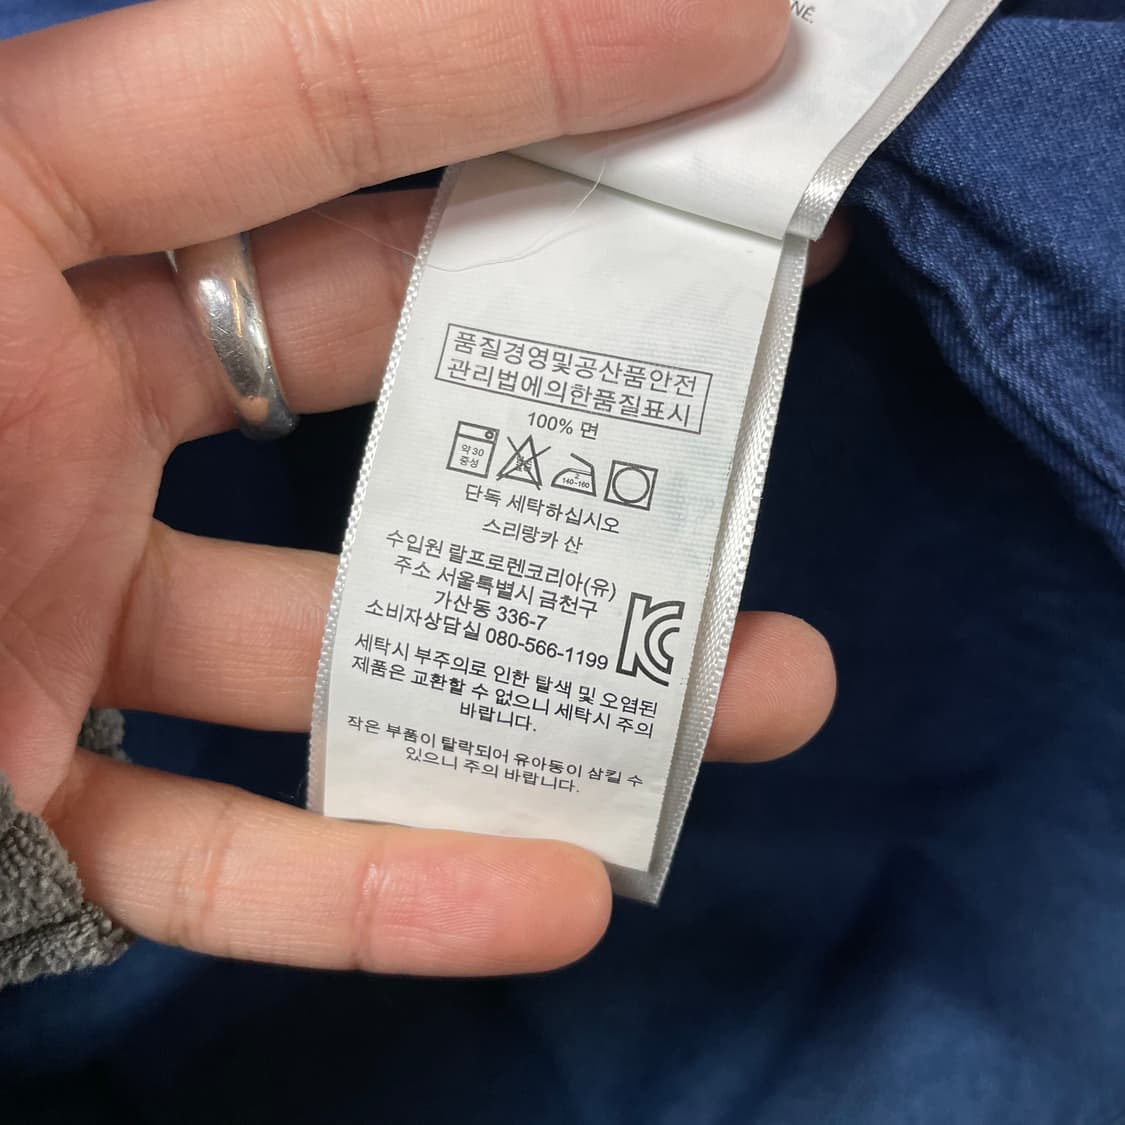 NÉ.
품질경영및공산품안전
관리법에의한품질표시
100% 면
약 30
중성
2
140-160
단독 세탁하십시오
스리랑카 산
수입원 랄프로렌코리아(유)
주소 서울특별시 금천구
가산동 336-7
소비자상담실 080-566-1199
세탁시 부주의로 인한 탈색 및 오염된
제품은 교환할 수 없으니 세탁시 주의
바랍니다.
작은 부품이 탈락되어 유아동이 삼킬 수
있으니 주의 바랍니다.